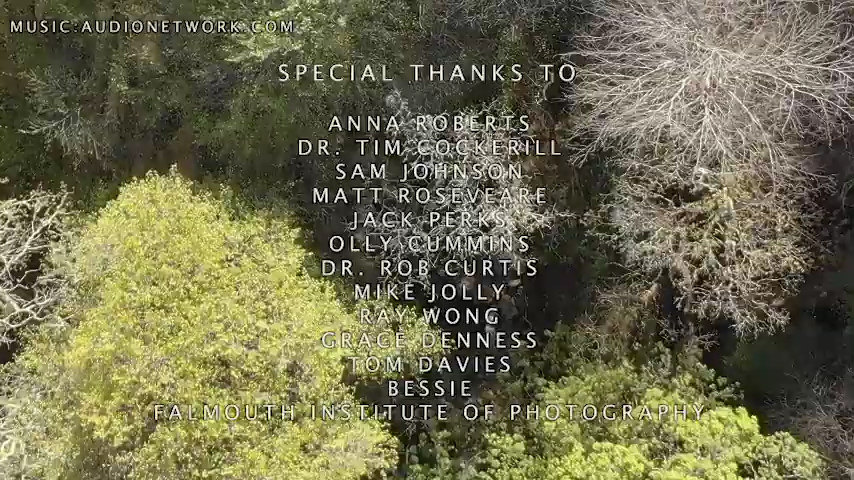 MUSIC:AUDIONETWORK.COM
SPECIAL THANKS TO
ANNA ROBERTS
DR. TIM COCKERILL
SAM JOHNSON
MATT ROSEVEARE
JACK PERKS
OLLY CUMMINS
DR. ROB CURTIS
MIKE JOLLY
RAY WONG
GRACE DENNESS
TOM DAVIES
BESSIE
FALMOUTH INSTITUTE OF PHOTOGRAPHY